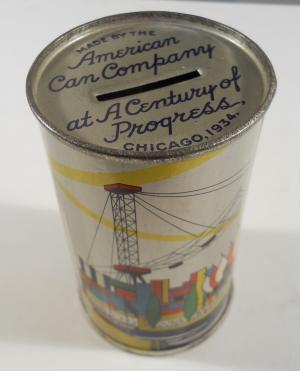 MADE BY THE
American
Can Company
at A Century of
Progress,
CHICAGO, 1934.